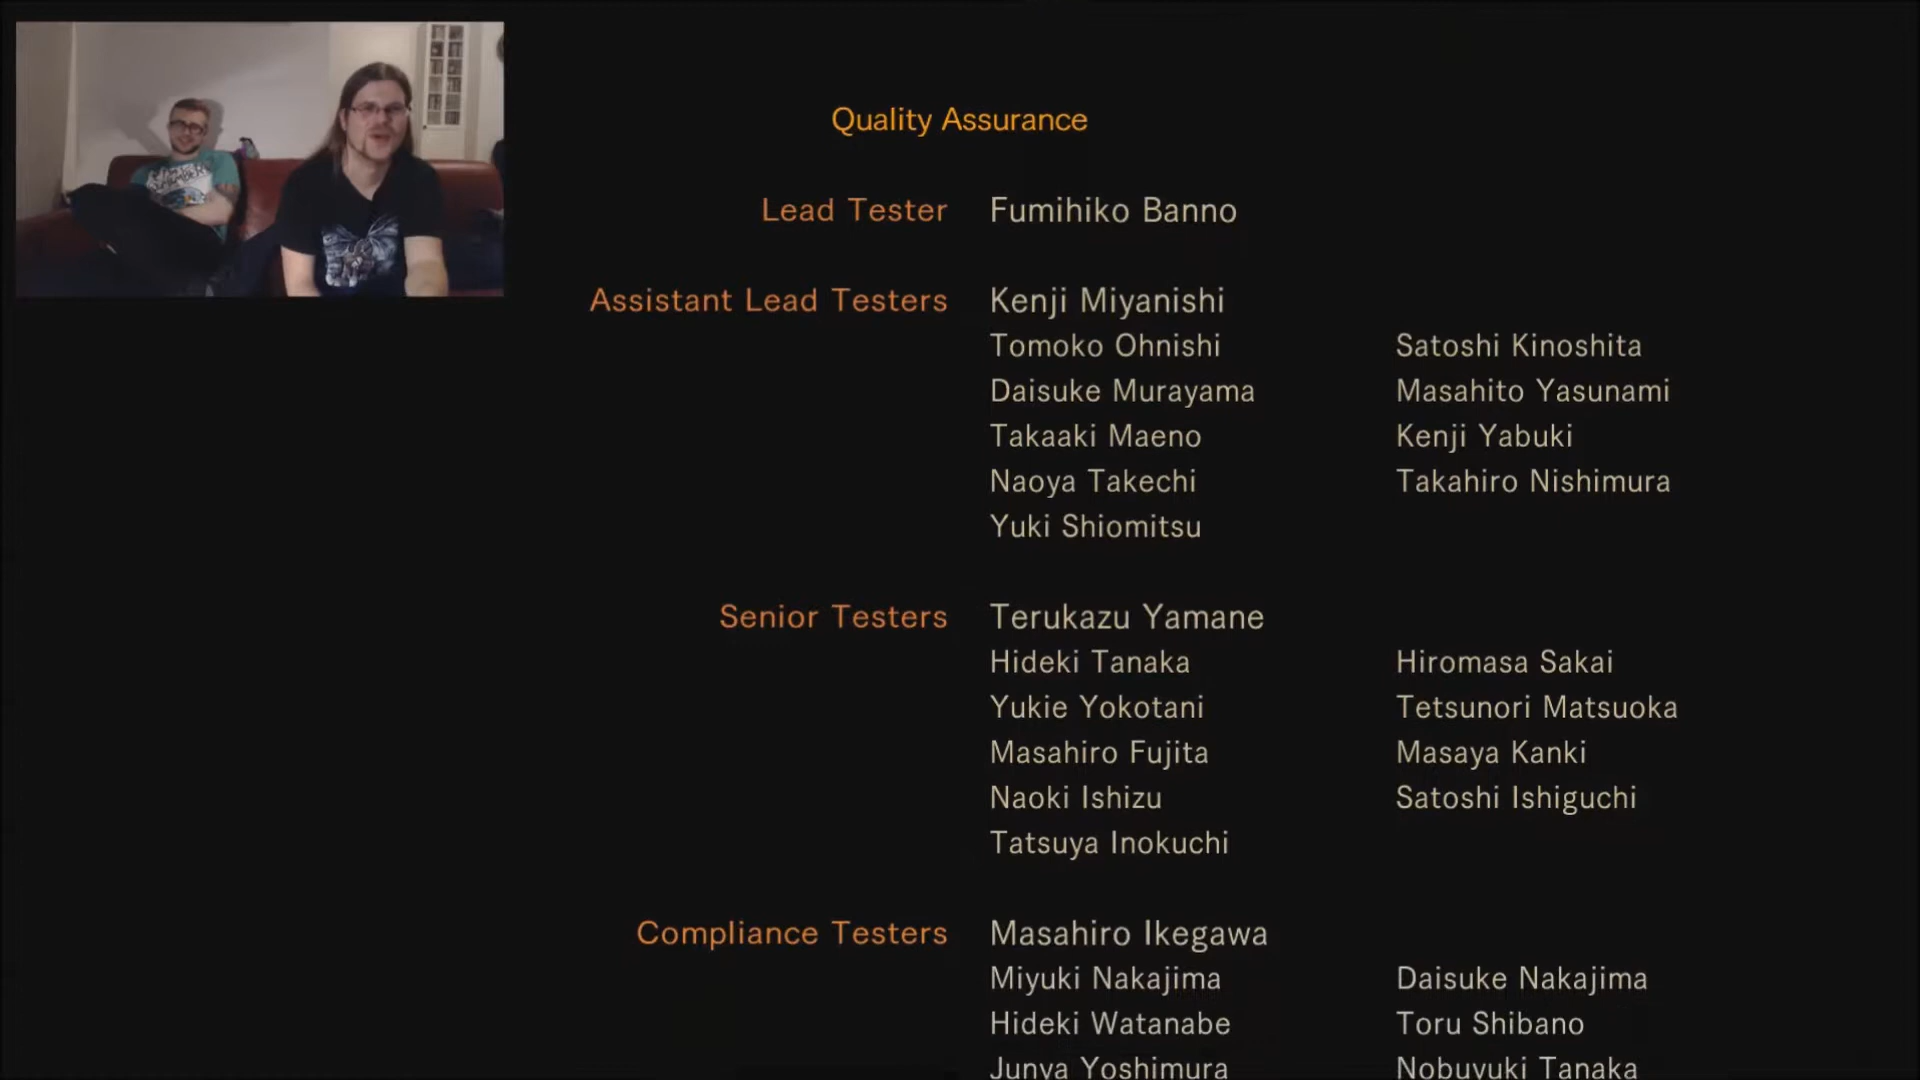 Quality Assurance
Lead Tester Fumihiko Banno
Assistant Lead Testers Kenji Miyanishi
Tomoko Ohnishi Satoshi Kinoshita
Daisuke Murayama Masahito Yasunami
Takaaki Maeno Kenji Yabuki
Naoya Takechi Takahiro Nishimura
Yuki Shiomitsu
Senior Testers Terukazu Yamane
Hideki Tanaka Hiromasa Sakai
Yukie Yokotani Tetsunori Matsuoka
Masahiro Fujita Masaya Kanki
Naoki Ishizu Satoshi Ishiguchi
Tatsuya Inokuchi
Compliance Testers Masahiro Ikegawa
Miyuki Nakajima Daisuke Nakajima
Hideki Watanabe Toru Shibano
Junya Yoshimura Nobuyuki Tanaka